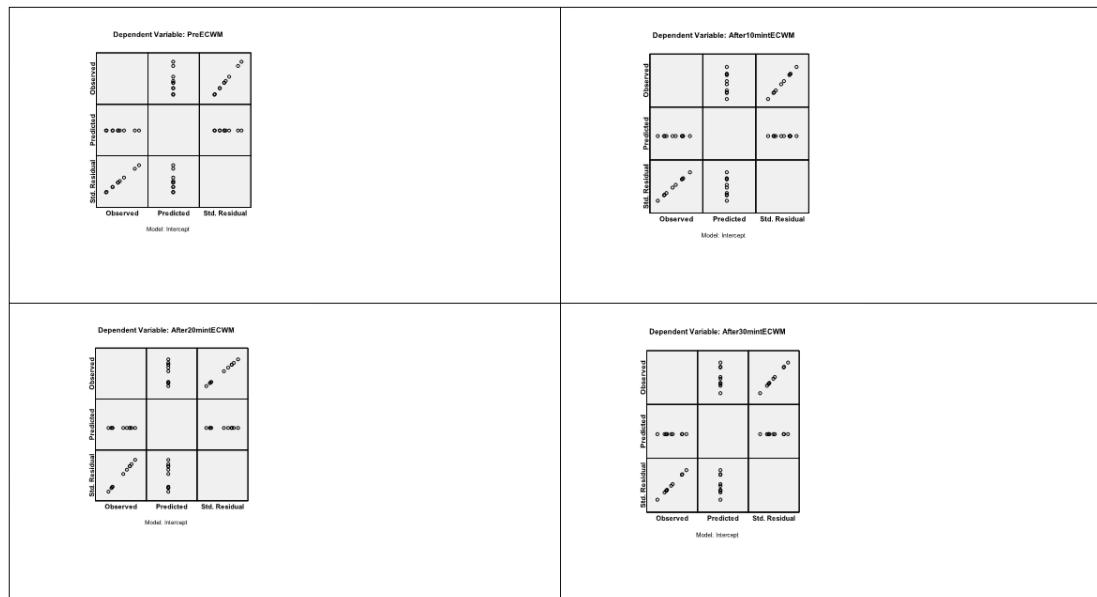 Dependent Variable: PreECWM
Observed
Predicted
Std. Residual
Observed Predicted Std. Residual
Model: Intercept
Dependent Variable: After10mintECWM
Observed
Predicted
Std. Residual
Observed Predicted Std. Residual
Model: Intercept
Dependent Variable: After20mintECWM
Observed
Predicted
Std. Residual
Observed Predicted Std. Residual
Model: Intercept
Dependent Variable: After30mintECWM
Observed
Predicted
Std. Residual
Observed Predicted Std. Residual
Model: Intercept